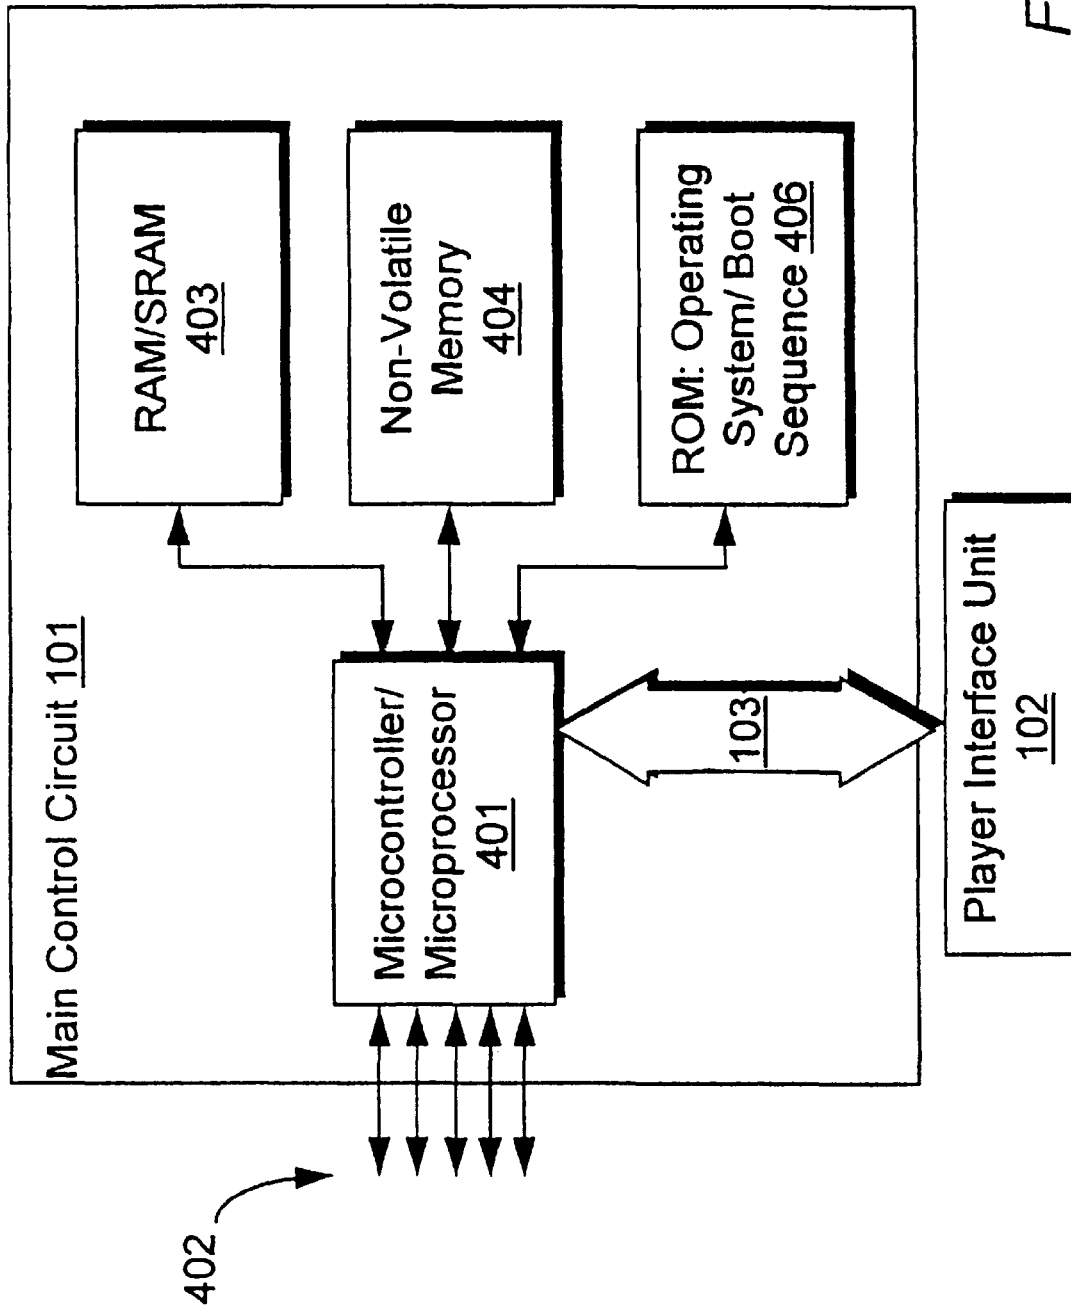 Main Control Circuit 101
RAM/SRAM
403
Non-Volatile
Memory
404
ROM: Operating
System/ Boot
Sequence 406
Microcontroller/
Microprocessor
401
402
103
Player Interface Unit
102
F